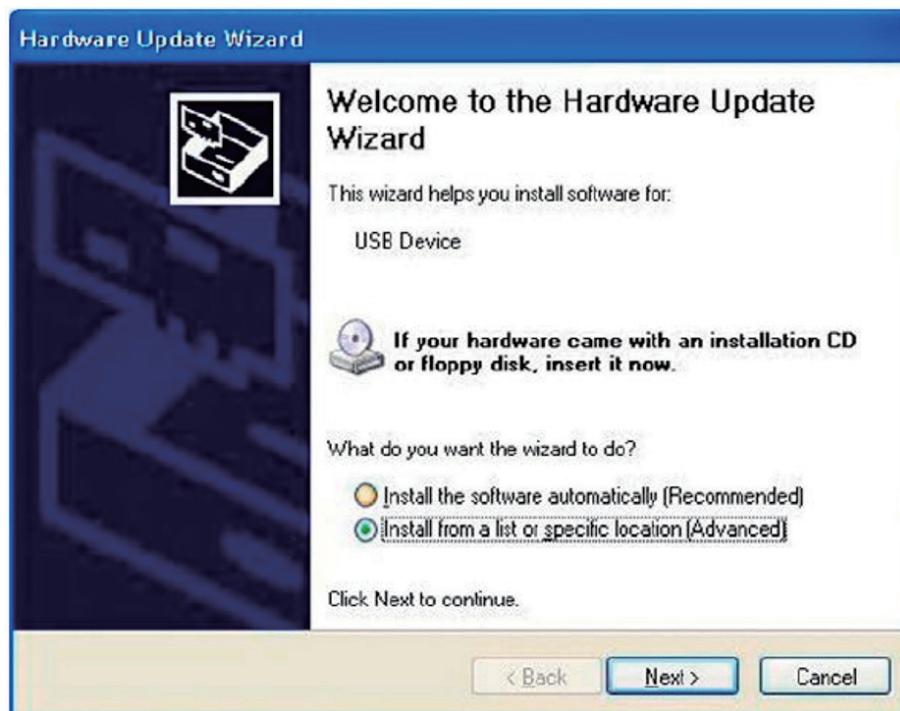 Hardware Update Wizard
Welcome to the Hardware Update
Wizard
This wizard helps you install software for:
USB Device
If your hardware came with an installation CD
or floppy disk, insert it now.
What do you want the wizard to do?
Install the software automatically (Recommended)
Install from a list or specific location (Advanced)
Click Next to continue.
< Back
Next >
Cancel